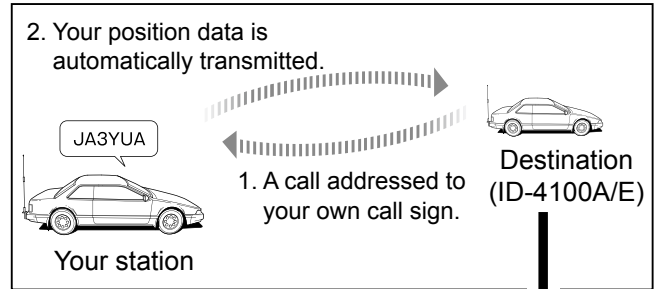 2. Your position data is
automatically transmitted.
JA3YUA
1. A call addressed to
your own call sign.
Destination
(ID-4100A/E)
Your station